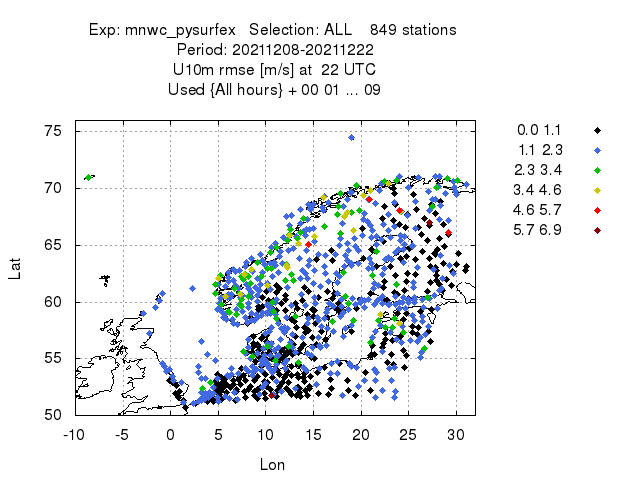 Exp: mnwc_pysurfex   Selection: ALL    849 stations
Period: 20211208-20211222
U10m rmse [m/s] at  22 UTC
Used {All hours} + 00 01 ... 09
0.0 1.1
1.1 2.3
2.3 3.4
3.4 4.6
4.6 5.7
5.7 6.9
75
70
65
60
55
50
Lat
-10 -5 0 5 10 15 20 25 30
Lon